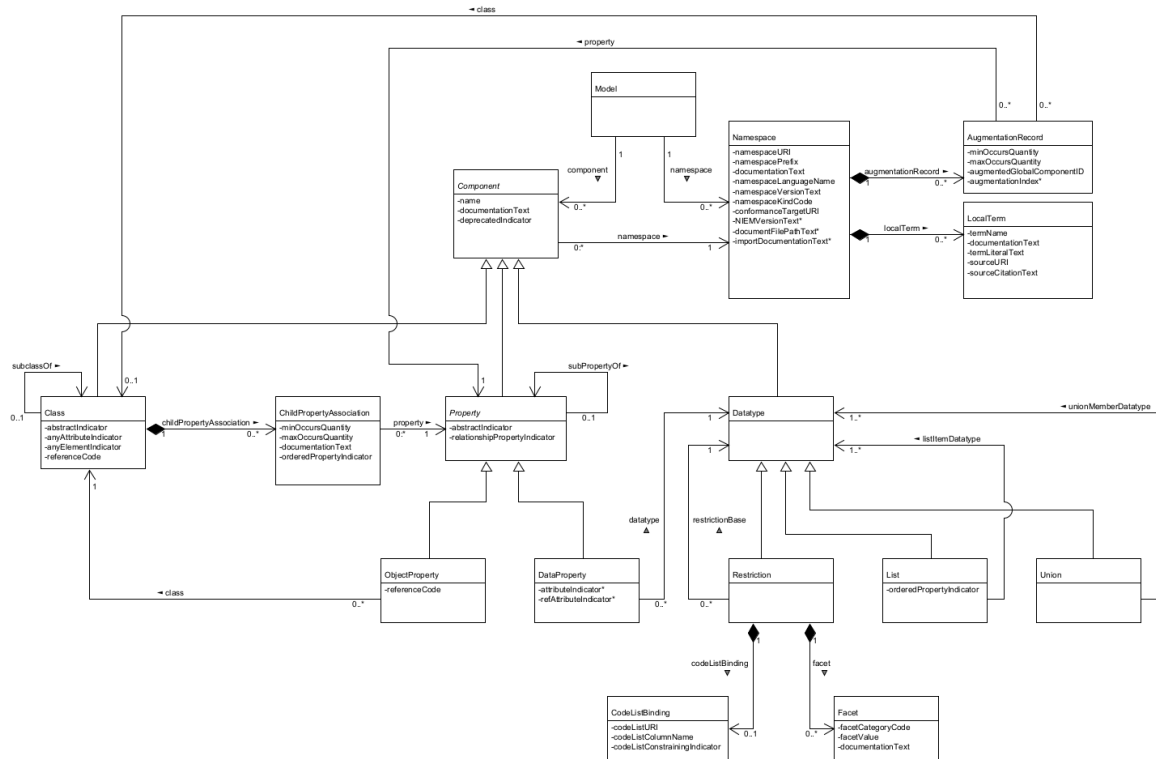 ◄ class
◄ property
Model
0..*
0..*
Namespace
-namespaceURI
-namespacePrefix
-documentationText
-namespaceLanguageName
-namespaceVersionText
-namespaceKindCode
-conformanceTargetURI
-NIEMVersionText*
-documentFilePathText*
-importDocumentationText*
AugmentationRecord
-minOccursQuantity
-maxOccursQuantity
-augmentedGlobalComponentID
-augmentationIndex*
1
1
component
▼
namespace
▼
augmentationRecord ►
1
0..*
Component
-name
-documentationText
-deprecatedIndicator
0..*
0..*
LocalTerm
-termName
-documentationText
-termLiteralText
-sourceURI
-sourceCitationText
localTerm ►
1
0..*
namespace ►
0..*
1
subclassOf ►
0..1
0..1
Class
-abstractIndicator
-anyAttributeIndicator
-anyElementIndicator
-referenceCode
childPropertyAssociation ►
1
0..*
ChildPropertyAssociation
-minOccursQuantity
-maxOccursQuantity
-documentationText
-orderedPropertyIndicator
property ►
0..*
1
1
Property
-abstractIndicator
-relationshipPropertyIndicator
subPropertyOf ►
0..1
Datatype
1
1
1..*
◄ unionMemberDatatype
◄ listItemDatatype
1..*
1
datatype
▲
restrictionBase
▲
ObjectProperty
-referenceCode
DataProperty
-attributeIndicator*
-refAttributeIndicator*
Restriction
List
-orderedPropertyIndicator
Union
◄ class
0..*
0..*
0..*
codeListBinding
▼
1
facet
▼
1
CodeListBinding
-codeListURI
-codeListColumnName
-codeListConstrainingIndicator
0..1
0..*
Facet
-facetCategoryCode
-facetValue
-documentationText